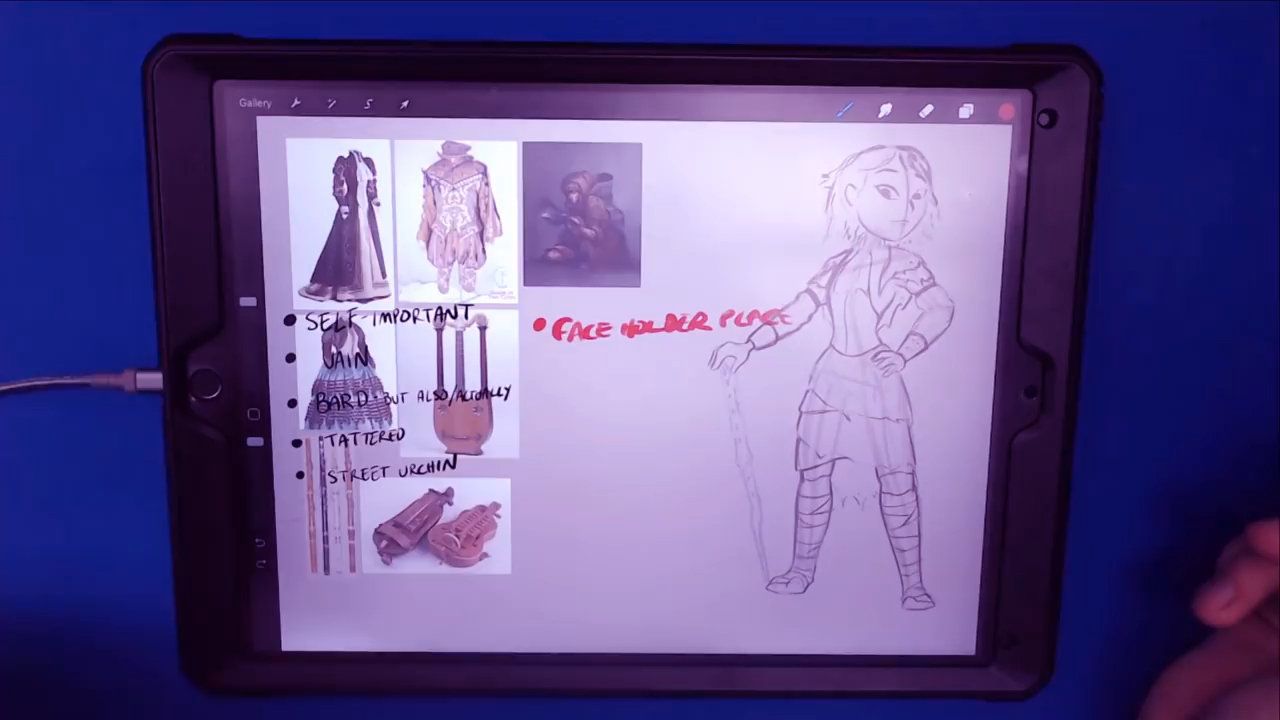 Gallery
SELF-IMPORTANT
VAIN
BARD - BUT ALSO/ACTUALLY
TATTERED
STREET URCHIN
FACE HOLDER PLACE